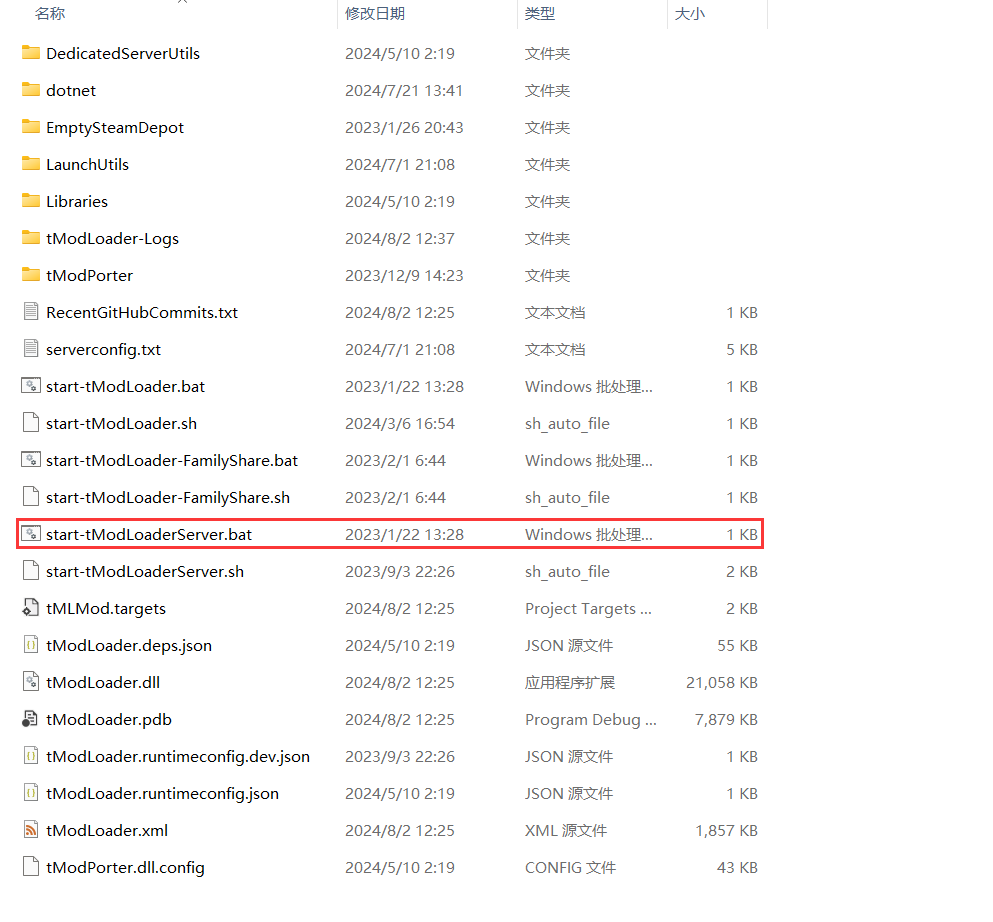 名称 修改日期 类型 大小
DedicatedServerUtils 2024/5/10 2:19 文件夹
dotnet 2024/7/21 13:41 文件夹
EmptySteamDepot 2023/1/26 20:43 文件夹
LaunchUtils 2024/7/1 21:08 文件夹
Libraries 2024/5/10 2:19 文件夹
tModLoader-Logs 2024/8/2 12:37 文件夹
tModPorter 2023/12/9 14:23 文件夹
RecentGitHubCommits.txt 2024/8/2 12:25 文本文档 1 KB
serverconfig.txt 2024/7/1 21:08 文本文档 5 KB
start-tModLoader.bat 2023/1/22 13:28 Windows 批处理... 1 KB
start-tModLoader.sh 2024/3/6 16:54 sh_auto_file 1 KB
start-tModLoader-FamilyShare.bat 2023/2/1 6:44 Windows 批处理... 1 KB
start-tModLoader-FamilyShare.sh 2023/2/1 6:44 sh_auto_file 1 KB
start-tModLoaderServer.bat 2023/1/22 13:28 Windows 批处理... 1 KB
start-tModLoaderServer.sh 2023/9/3 22:26 sh_auto_file 2 KB
tMLMod.targets 2024/8/2 12:25 Project Targets ... 2 KB
tModLoader.deps.json 2024/5/10 2:19 JSON 源文件 55 KB
tModLoader.dll 2024/8/2 12:25 应用程序扩展 21,058 KB
tModLoader.pdb 2024/8/2 12:25 Program Debug ... 7,879 KB
tModLoader.runtimeconfig.dev.json 2023/9/3 22:26 JSON 源文件 1 KB
tModLoader.runtimeconfig.json 2024/5/10 2:19 JSON 源文件 1 KB
tModLoader.xml 2024/8/2 12:25 XML 源文件 1,857 KB
tModPorter.dll.config 2024/5/10 2:19 CONFIG 文件 43 KB